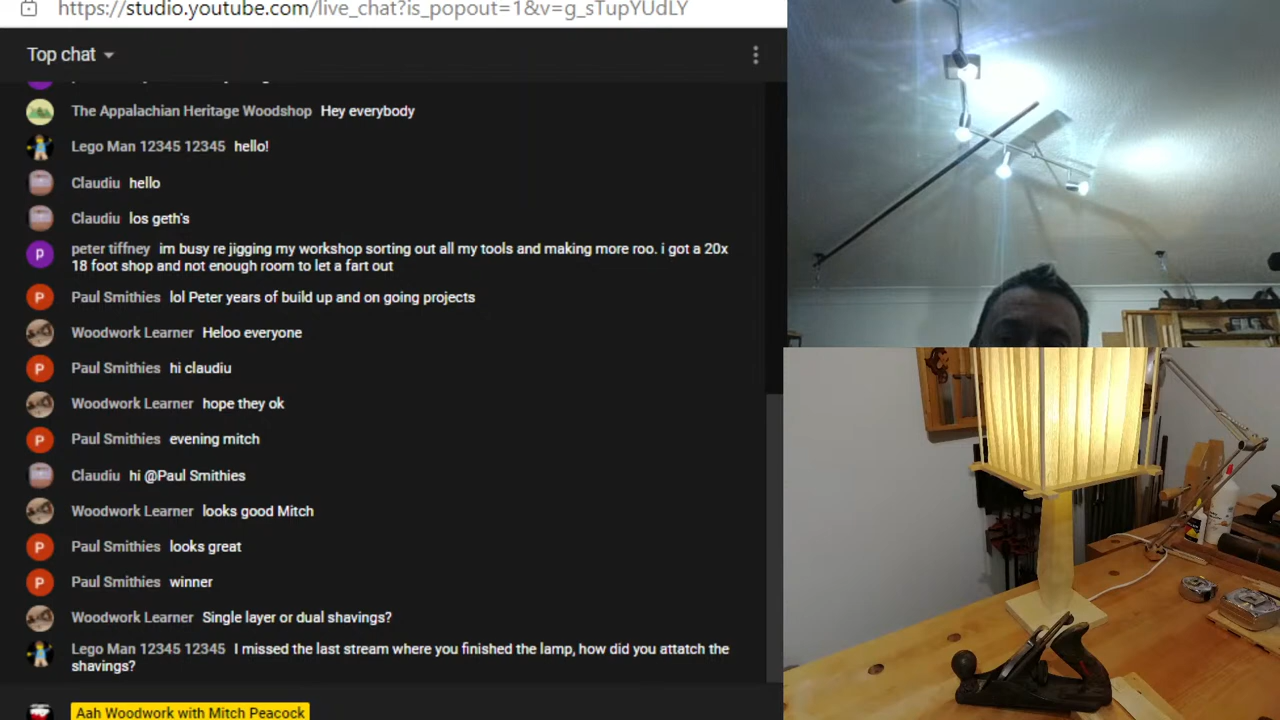 https://studio.youtube.com/live_chat?is_popout=1&v=g_sTupYUdLY
Top chat
The Appalachian Heritage Woodshop Hey everybody
Lego Man 12345 12345 hello!
Claudiu hello
Claudiu los geth's
peter tiffney im busy re jigging my workshop sorting out all my tools and making more roo. i got a 20x
18 foot shop and not enough room to let a fart out
Paul Smithies lol Peter years of build up and on going projects
Woodwork Learner Heloo everyone
Paul Smithies hi claudiu
Woodwork Learner hope they ok
Paul Smithies evening mitch
Claudiu hi @Paul Smithies
Woodwork Learner looks good Mitch
Paul Smithies looks great
Paul Smithies winner
Woodwork Learner Single layer or dual shavings?
Lego Man 12345 12345 I missed the last stream where you finished the lamp, how did you attatch the
shavings?
Aah Woodwork with Mitch Peacock